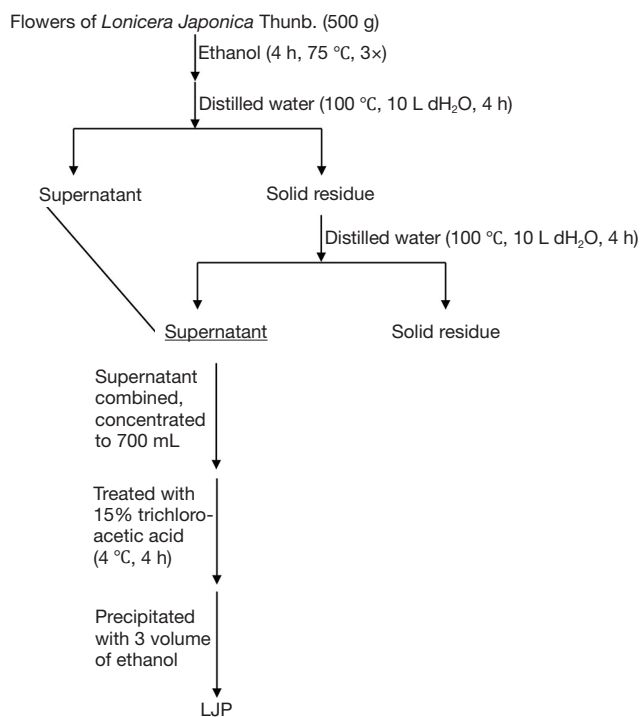 Flowers of Lonicera Japonica Thunb. (500 g)
Ethanol (4 h, 75 °C, 3×)
Distilled water (100 °C, 10 L dH₂O, 4 h)
Supernatant
Solid residue
Distilled water (100 °C, 10 L dH₂O, 4 h)
Supernatant
Solid residue
Supernatant
combined,
concentrated
to 700 mL
Treated with
15% trichloro-
acetic acid
(4 °C, 4 h)
Precipitated
with 3 volume
of ethanol
LJP